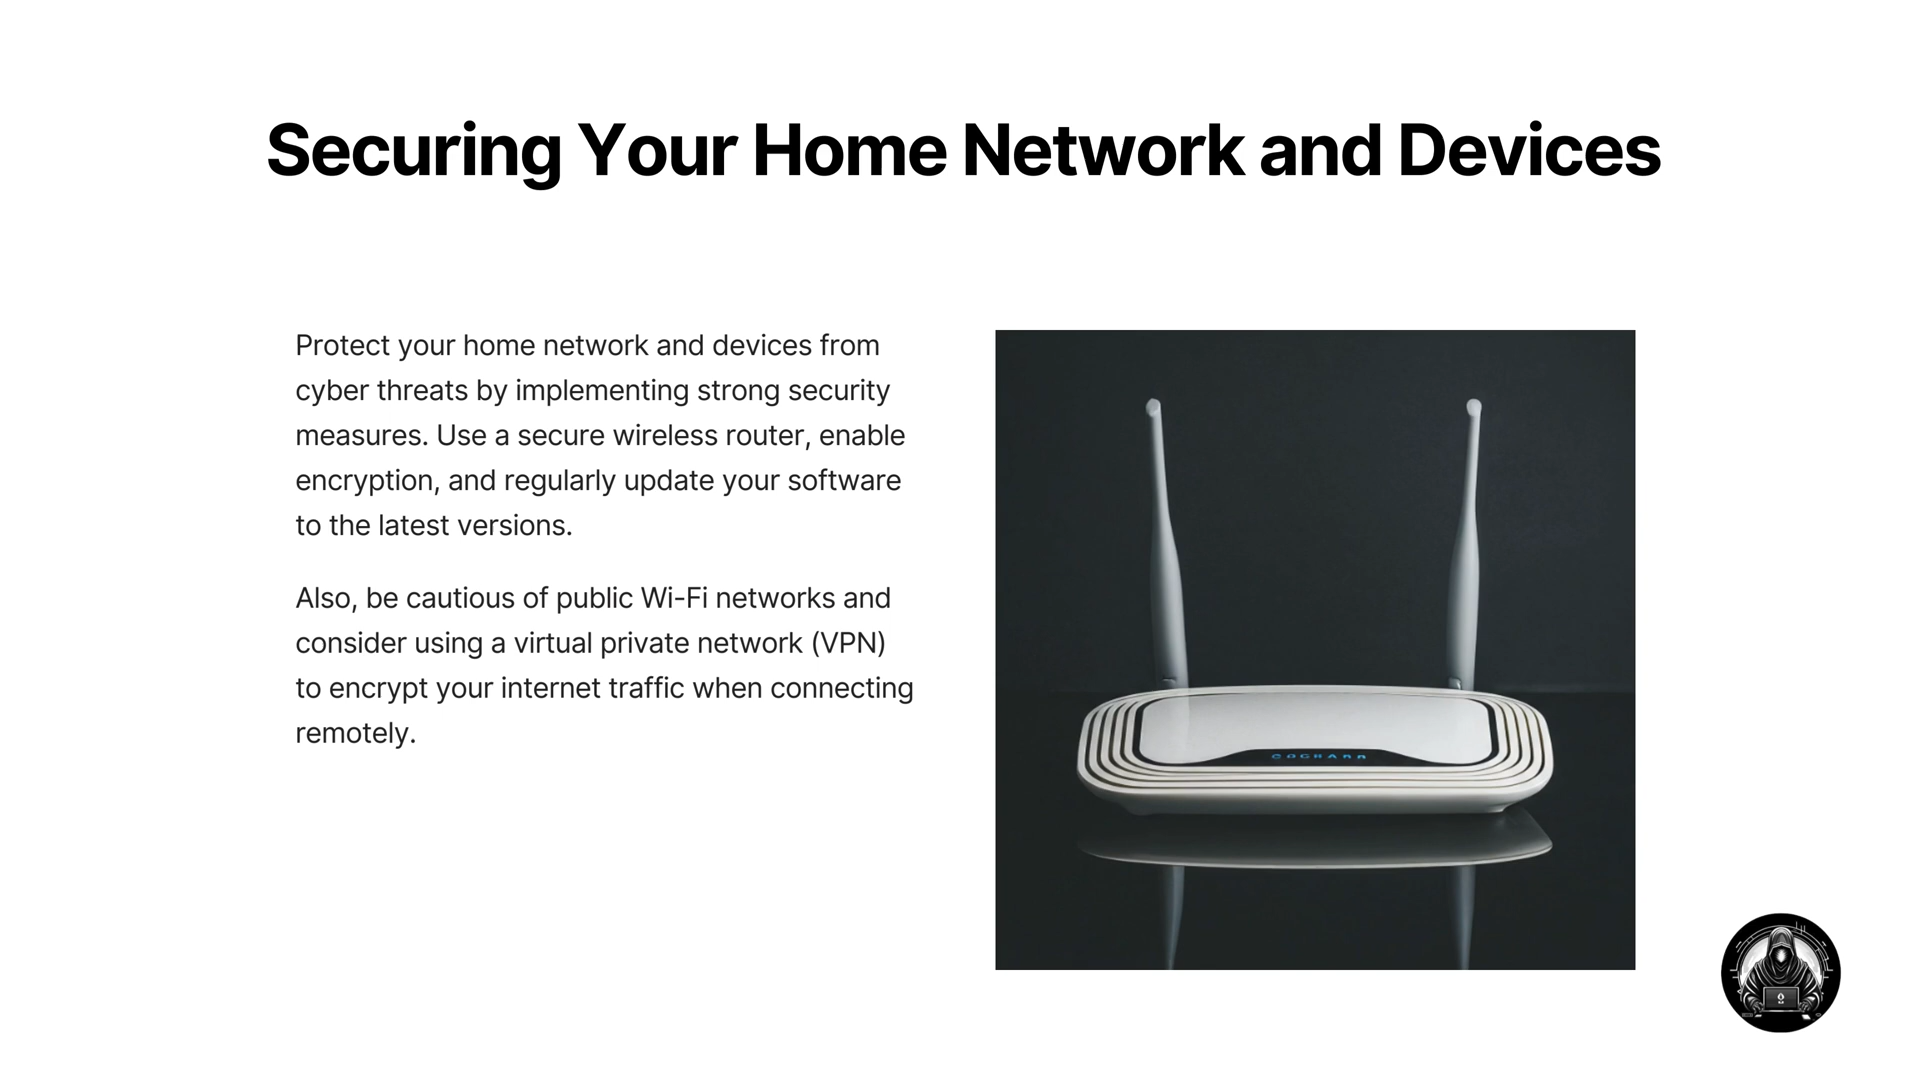 Securing Your Home Network and Devices
Protect your home network and devices from
cyber threats by implementing strong security
measures. Use a secure wireless router, enable
encryption, and regularly update your software
to the latest versions.
Also, be cautious of public Wi-Fi networks and
consider using a virtual private network (VPN)
to encrypt your internet traffic when connecting
remotely.